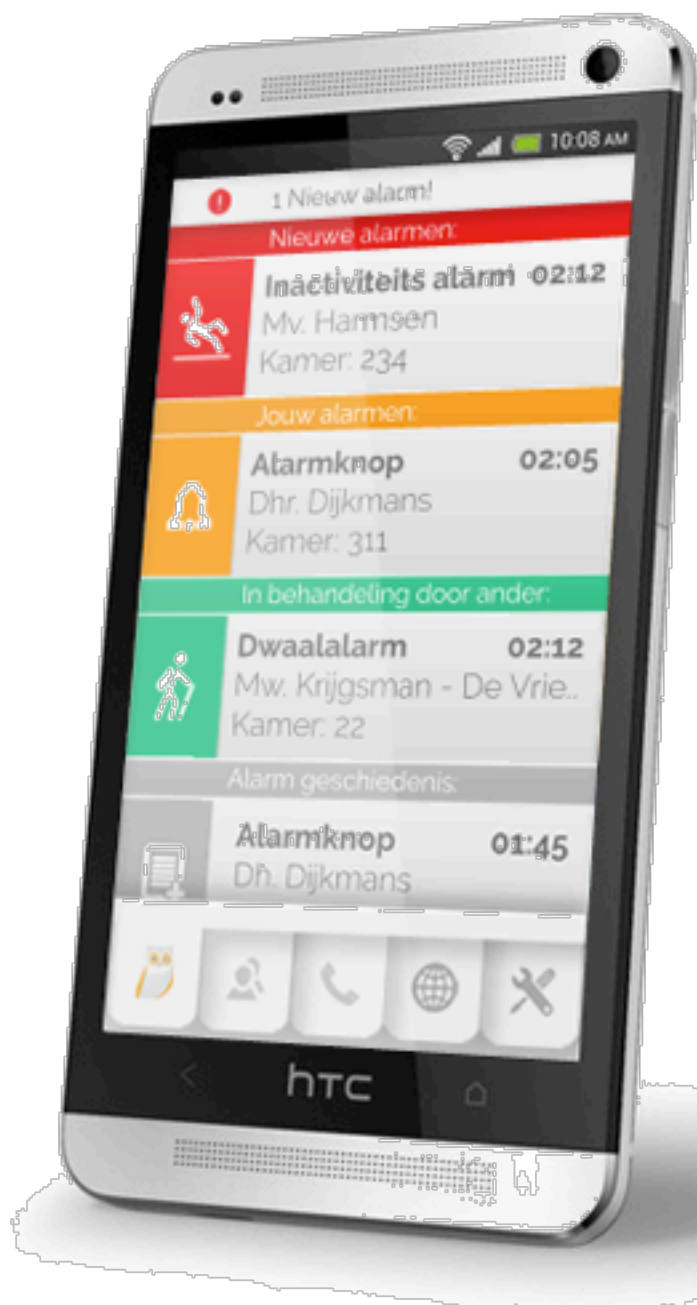 10:08 AM
1 Nieuw alarm!
Nieuwe alarmen:
Inactiviteits alarm 02:12
Mv. Harmsen
Kamer: 234
Jouw alarmen:
Alarmknop 02:05
Dhr. Dijkmans
Kamer: 311
In behandeling door ander:
Dwaalalarm 02:12
Mw. Krijgsman - De Vrie..
Kamer: 22
Alarm geschiedenis:
Alarmknop 01:45
Dh. Dijkmans
hTC